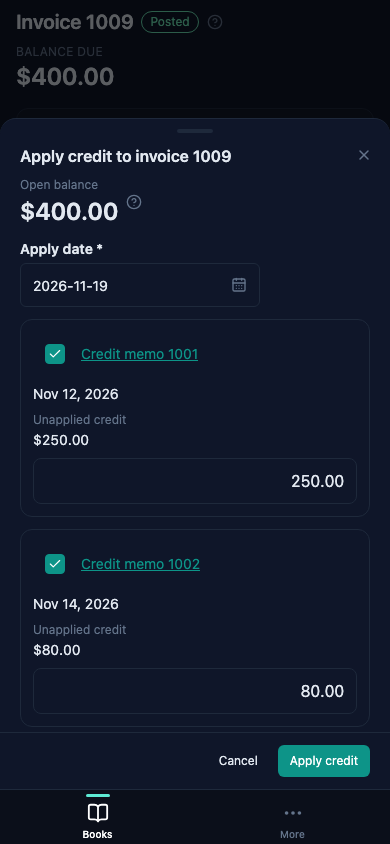 Invoice 1009 Posted
BALANCE DUE
$400.00
Apply credit to invoice 1009
Open balance
$400.00
Apply date *
2026-11-19
Credit memo 1001
Nov 12, 2026
Unapplied credit
$250.00
250.00
Credit memo 1002
Nov 14, 2026
Unapplied credit
$80.00
80.00
Cancel Apply credit
Books More